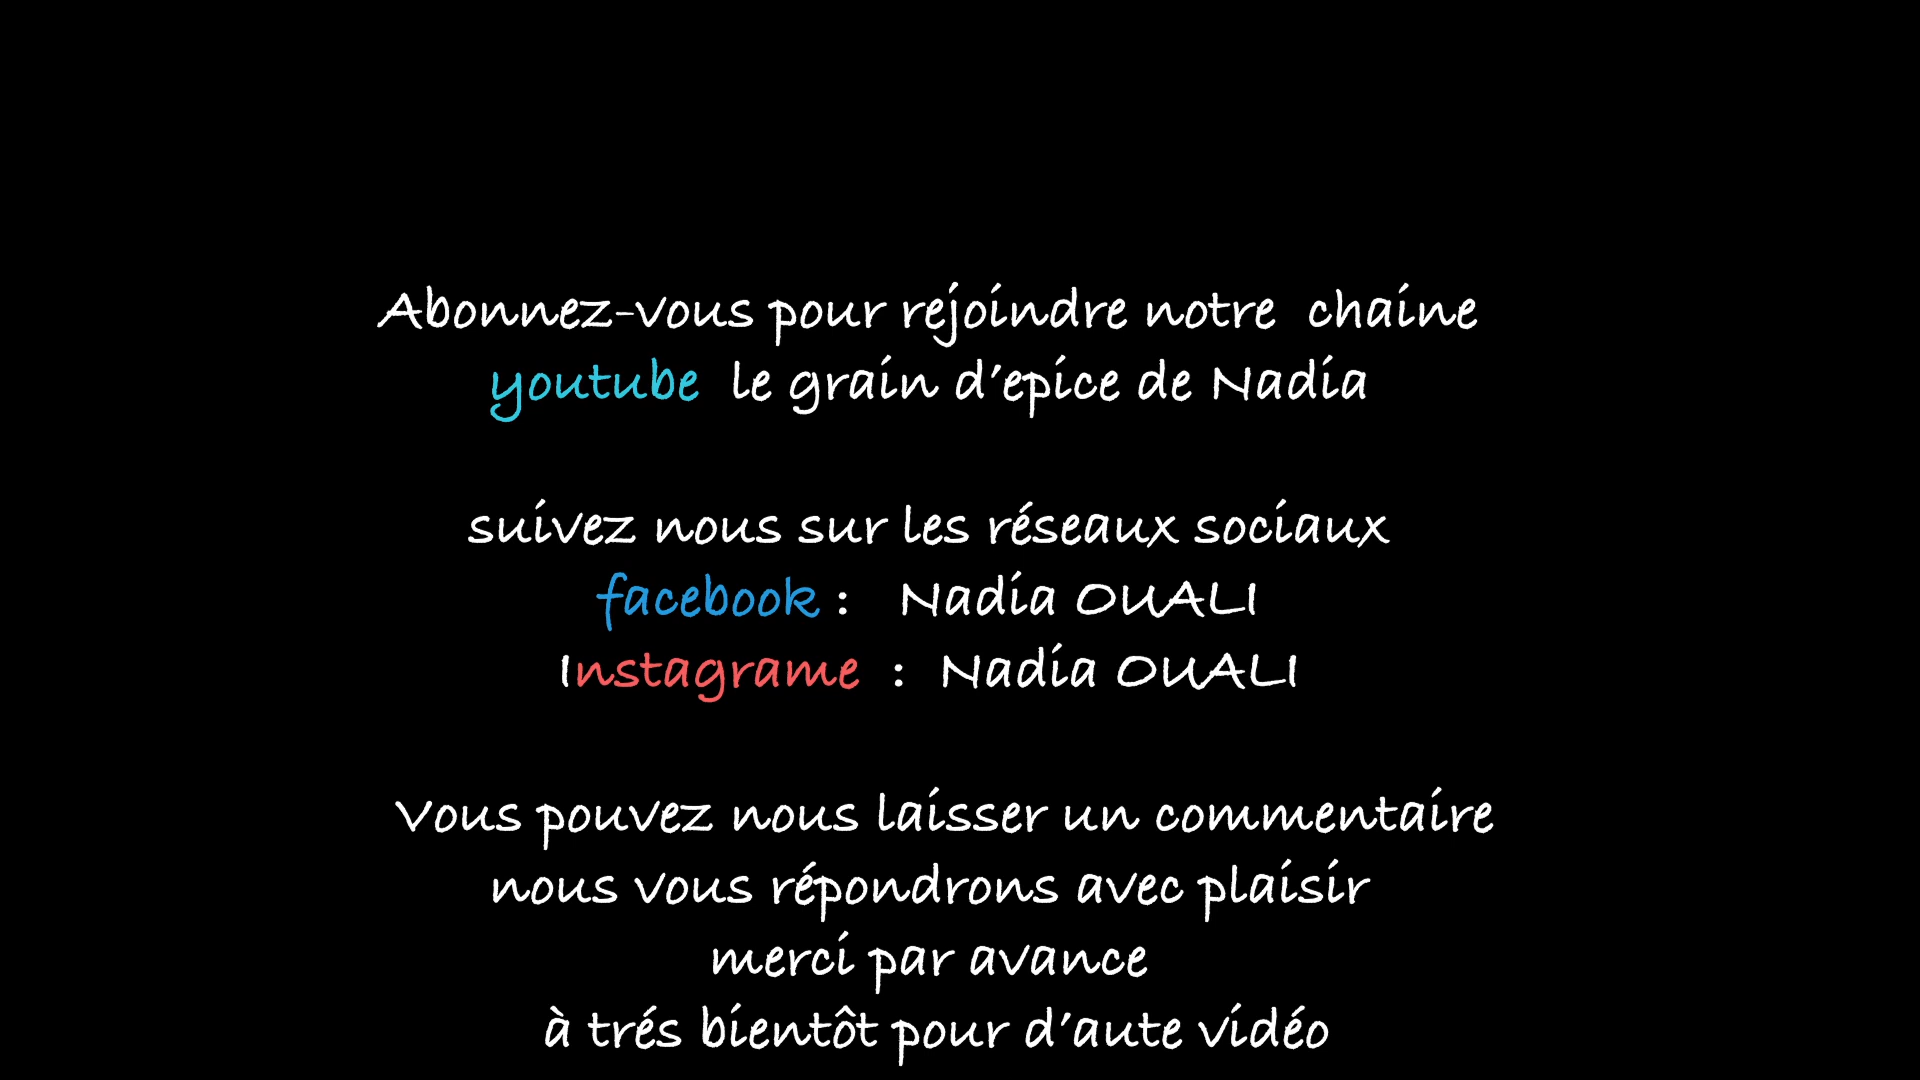 Abonnez-vous pour rejoindre notre chaine
youtube le grain d’epice de Nadia
suivez nous sur les réseaux sociaux
facebook : Nadia OUALI
Instagrame : Nadia OUALI
Vous pouvez nous laisser un commentaire
nous vous répondrons avec plaisir
merci par avance
à trés bientôt pour d’aute vidéo